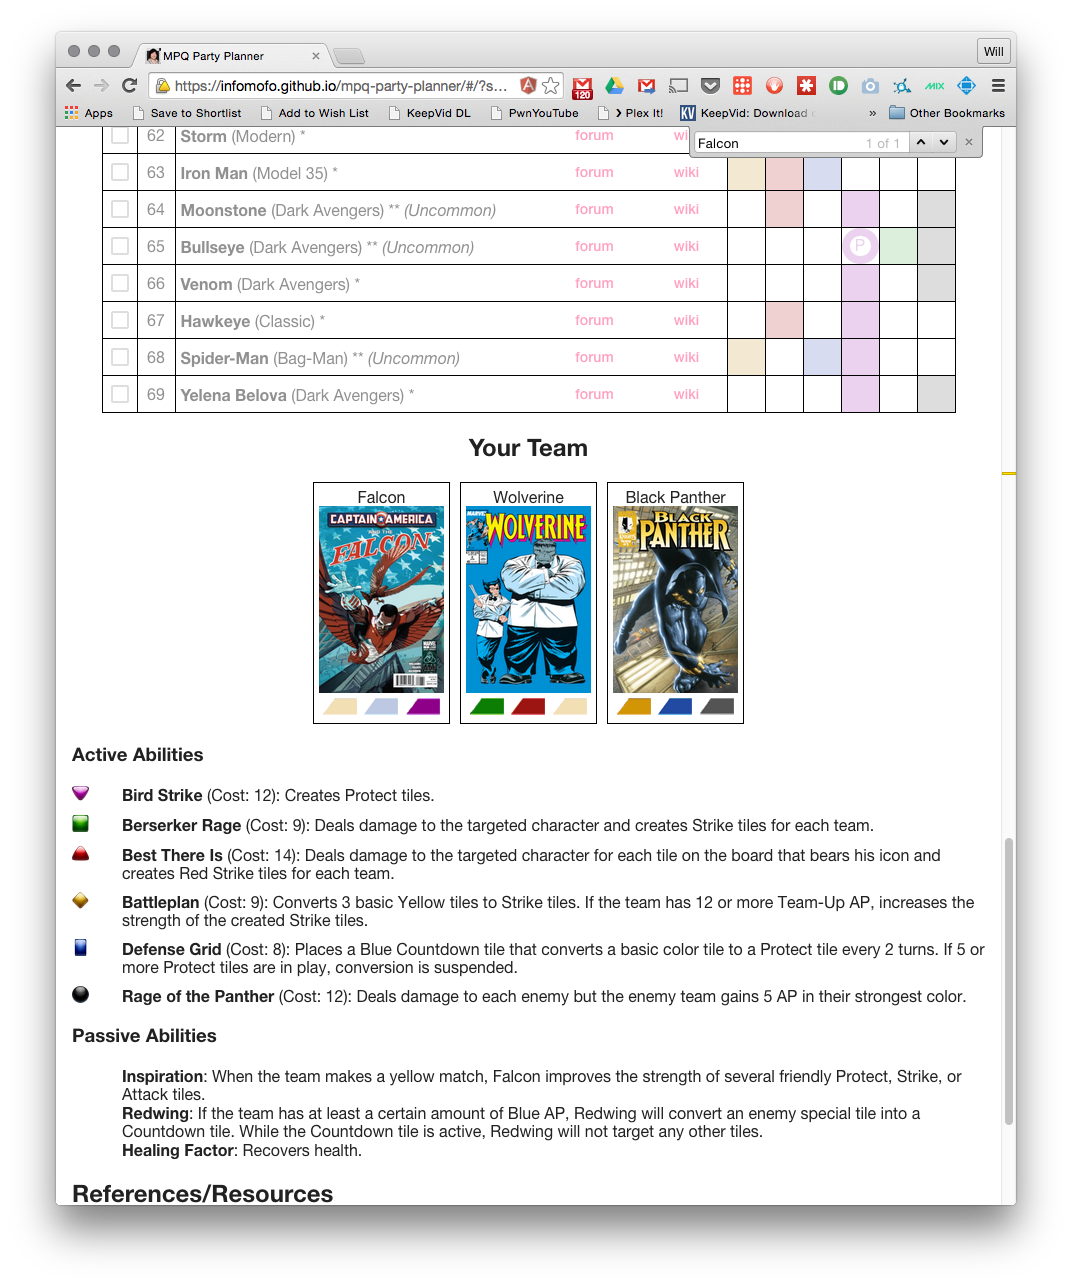 MPQ Party Planner
Will
https://infomofo.github.io/mpq-party-planner/#/?s...
120
Apps
Save to Shortlist
Add to Wish List
KeepVid DL
PwnYouTube
> Plex It!
KV
KeepVid: Download
»
Other Bookmarks
Falcon
1 of 1
62 Storm (Modern) * forum wiki
63 Iron Man (Model 35) * forum wiki
64 Moonstone (Dark Avengers) ** (Uncommon) forum wiki
65 Bullseye (Dark Avengers) ** (Uncommon) forum wiki P
66 Venom (Dark Avengers) * forum wiki
67 Hawkeye (Classic) * forum wiki
68 Spider-Man (Bag-Man) ** (Uncommon) forum wiki
69 Yelena Belova (Dark Avengers) * forum wiki
Your Team
Falcon
CAPTAIN AMERICA
AND THE
FALCON
Wolverine
MARVEL
WOLVERINE
Black Panther
BLACK
PANTHER
Active Abilities
Bird Strike (Cost: 12): Creates Protect tiles.
Berserker Rage (Cost: 9): Deals damage to the targeted character and creates Strike tiles for each team.
Best There Is (Cost: 14): Deals damage to the targeted character for each tile on the board that bears his icon and
creates Red Strike tiles for each team.
Battleplan (Cost: 9): Converts 3 basic Yellow tiles to Strike tiles. If the team has 12 or more Team-Up AP, increases the
strength of the created Strike tiles.
Defense Grid (Cost: 8): Places a Blue Countdown tile that converts a basic color tile to a Protect tile every 2 turns. If 5 or
more Protect tiles are in play, conversion is suspended.
Rage of the Panther (Cost: 12): Deals damage to each enemy but the enemy team gains 5 AP in their strongest color.
Passive Abilities
Inspiration: When the team makes a yellow match, Falcon improves the strength of several friendly Protect, Strike, or
Attack tiles.
Redwing: If the team has at least a certain amount of Blue AP, Redwing will convert an enemy special tile into a
Countdown tile. While the Countdown tile is active, Redwing will not target any other tiles.
Healing Factor: Recovers health.
References/Resources